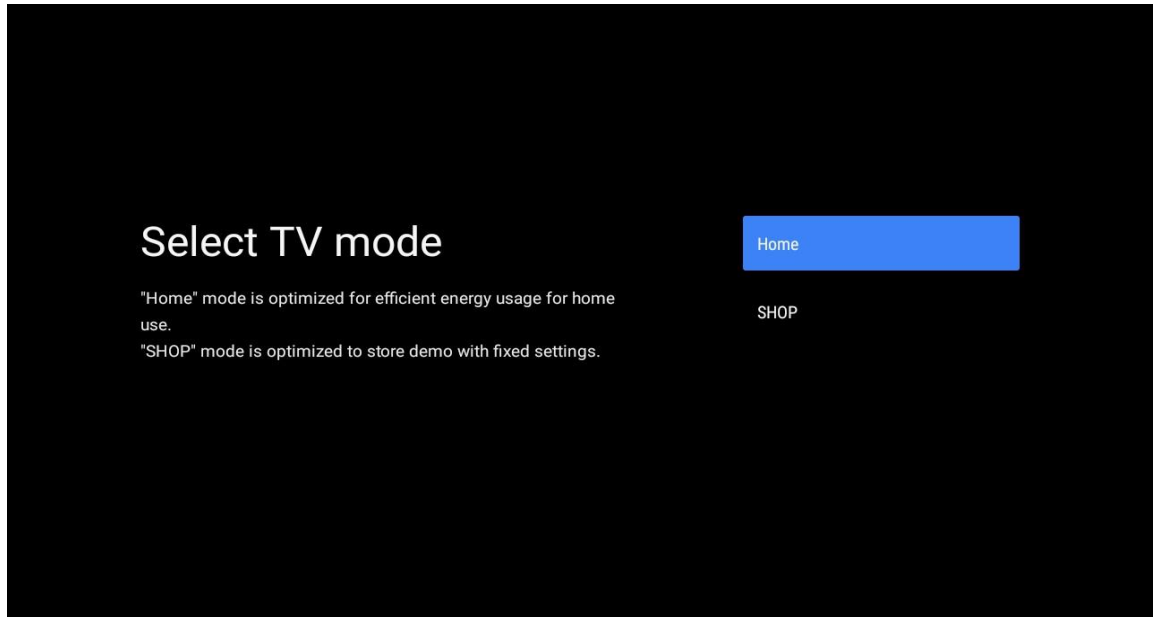 Select TV mode
"Home" mode is optimized for efficient energy usage for home
use.
"SHOP" mode is optimized to store demo with fixed settings.
Home
SHOP